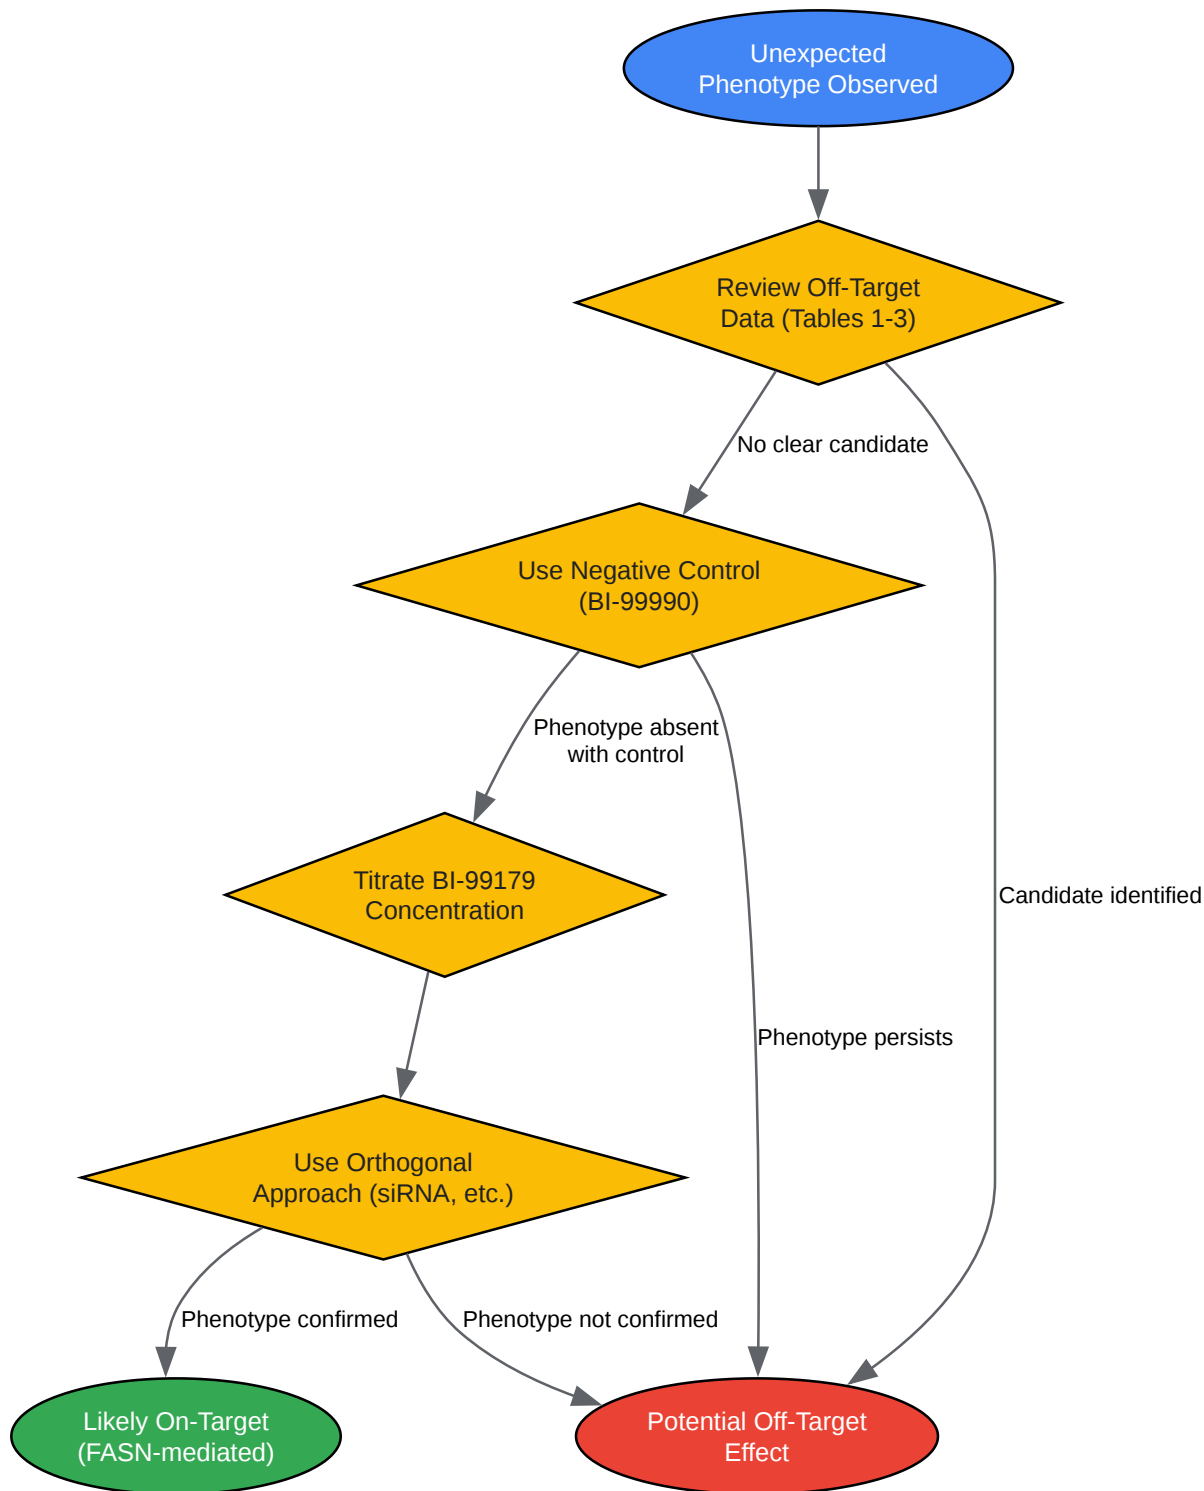 Unexpected
Phenotype Observed
Review Off-Target
Data (Tables 1-3)
No clear candidate
Use Negative Control
(BI-99990)
Phenotype absent
with control
Titrate BI-99179
Concentration
Candidate identified
Phenotype persists
Use Orthogonal
Approach (siRNA, etc.)
Phenotype confirmed
Phenotype not confirmed
Likely On-Target
(FASN-mediated)
Potential Off-Target
Effect